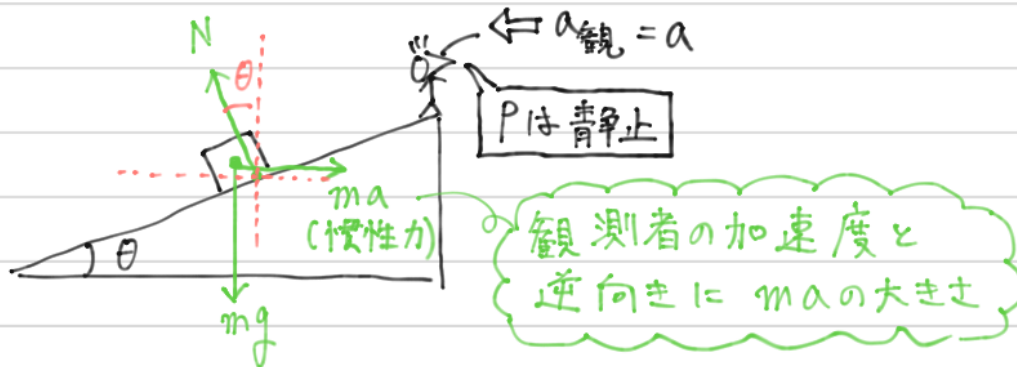 N
θ
a観 = a
Pは静止
ma
(慣性力)
θ
mg
観測者の加速度と
逆向きに maの大きさ